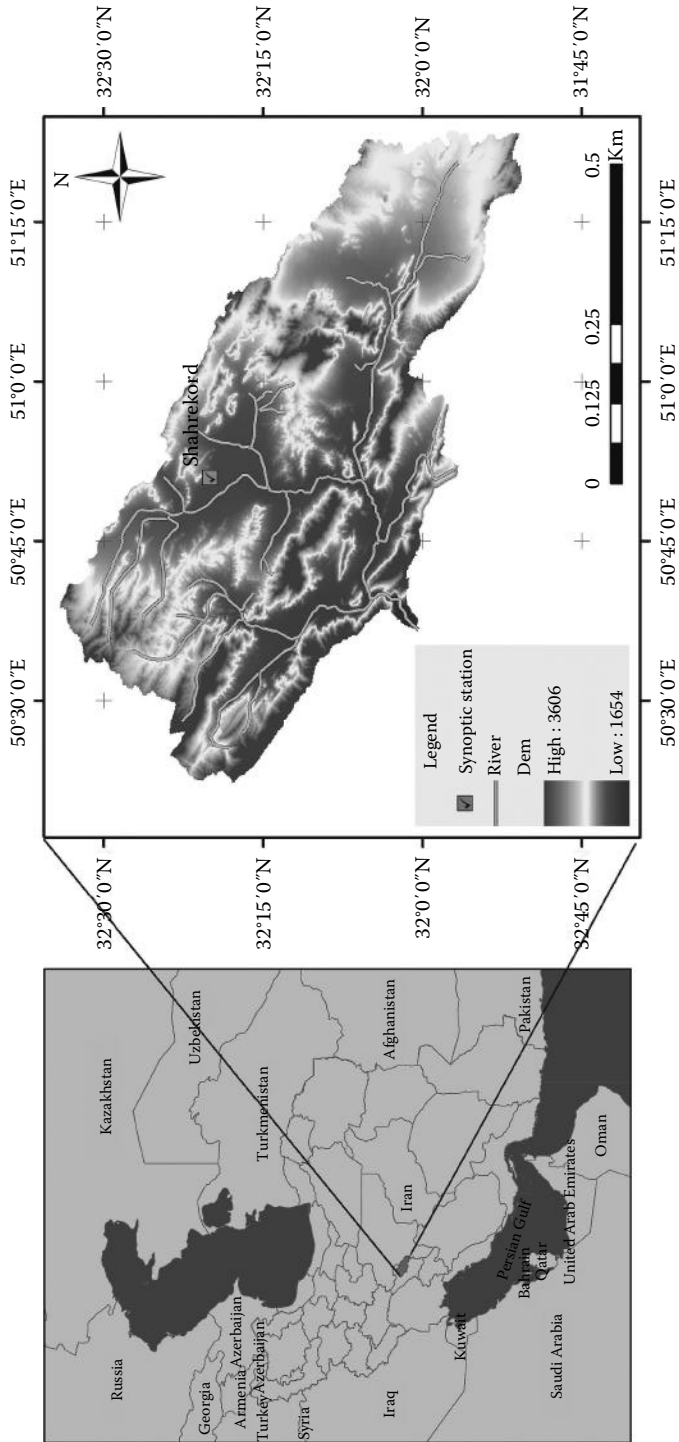 Russia
Kazakhstan
Georgia
Uzbekistan
Armenia Azerbaijan
Turkey Azerbaijan
Turkmenistan
Syria
Iraq
Iran
Afghanistan
Kuwait
Persian Gulf
Bahrain
Qatar
Pakistan
Saudi Arabia
United Arab Emirates
Oman
50°30′0″E
50°45′0″E
51°0′0″E
51°15′0″E
32°30′0″N
32°30′0″N
32°15′0″N
32°15′0″N
32°0′0″N
32°0′0″N
32°45′0″N
31°45′0″N
N
Shahrekord
Legend
Synoptic station
River
Dem
High : 3606
Low : 1654
0
0.125
0.25
0.5
Km
50°30′0″E
50°45′0″E
51°0′0″E
51°15′0″E